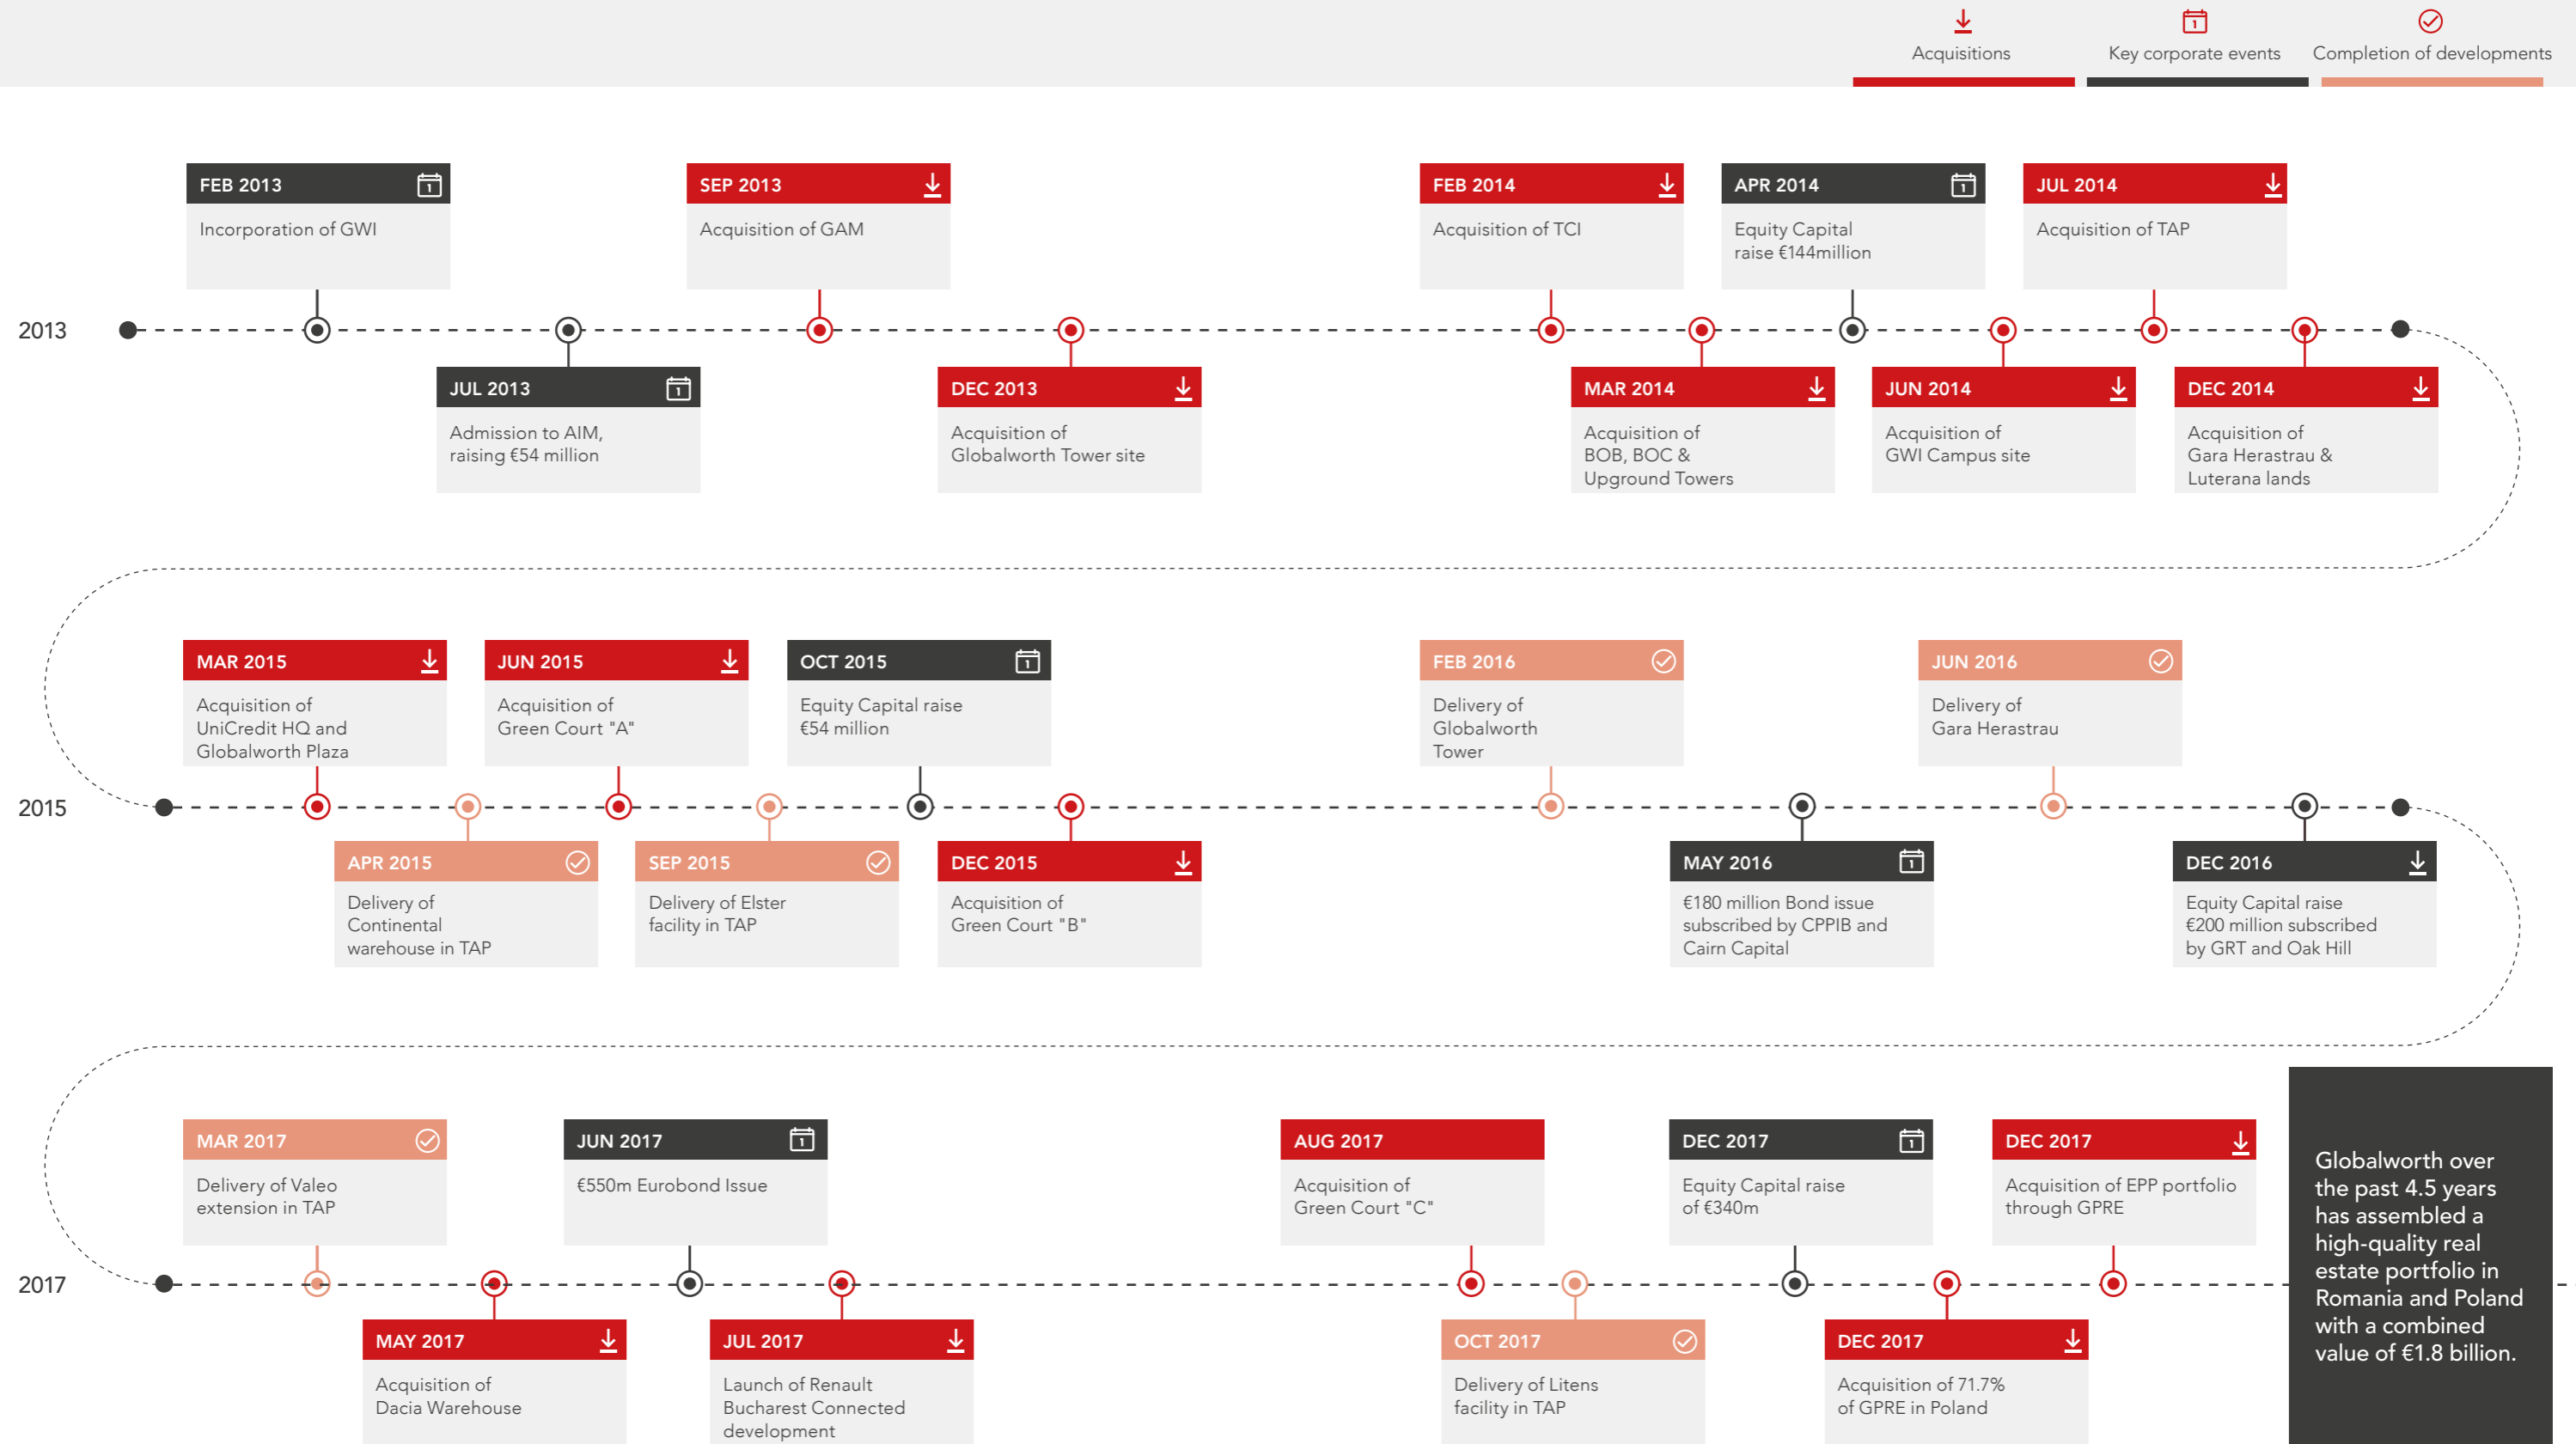 Acquisitions
Key corporate events
Completion of developments
FEB 2013
Incorporation of GWI
SEP 2013
Acquisition of GAM
FEB 2014
Acquisition of TCI
APR 2014
Equity Capital
raise €144million
JUL 2014
Acquisition of TAP
2013
JUL 2013
Admission to AIM,
raising €54 million
DEC 2013
Acquisition of
Globalworth Tower site
MAR 2014
Acquisition of
BOB, BOC &
Upground Towers
JUN 2014
Acquisition of
GWI Campus site
DEC 2014
Acquisition of
Gara Herastrau &
Luterana lands
MAR 2015
Acquisition of
UniCredit HQ and
Globalworth Plaza
JUN 2015
Acquisition of
Green Court "A"
OCT 2015
Equity Capital raise
€54 million
FEB 2016
Delivery of
Globalworth
Tower
JUN 2016
Delivery of
Gara Herastrau
2015
APR 2015
Delivery of
Continental
warehouse in TAP
SEP 2015
Delivery of Elster
facility in TAP
DEC 2015
Acquisition of
Green Court "B"
MAY 2016
€180 million Bond issue
subscribed by CPPIB and
Cairn Capital
DEC 2016
Equity Capital raise
€200 million subscribed
by GRT and Oak Hill
MAR 2017
Delivery of Valeo
extension in TAP
JUN 2017
€550m Eurobond Issue
AUG 2017
Acquisition of
Green Court "C"
DEC 2017
Equity Capital raise
of €340m
DEC 2017
Acquisition of EPP portfolio
through GPRE
2017
MAY 2017
Acquisition of
Dacia Warehouse
JUL 2017
Launch of Renault
Bucharest Connected
development
OCT 2017
Delivery of Litens
facility in TAP
DEC 2017
Acquisition of 71.7%
of GPRE in Poland
Globalworth over
the past 4.5 years
has assembled a
high-quality real
estate portfolio in
Romania and Poland
with a combined
value of €1.8 billion.